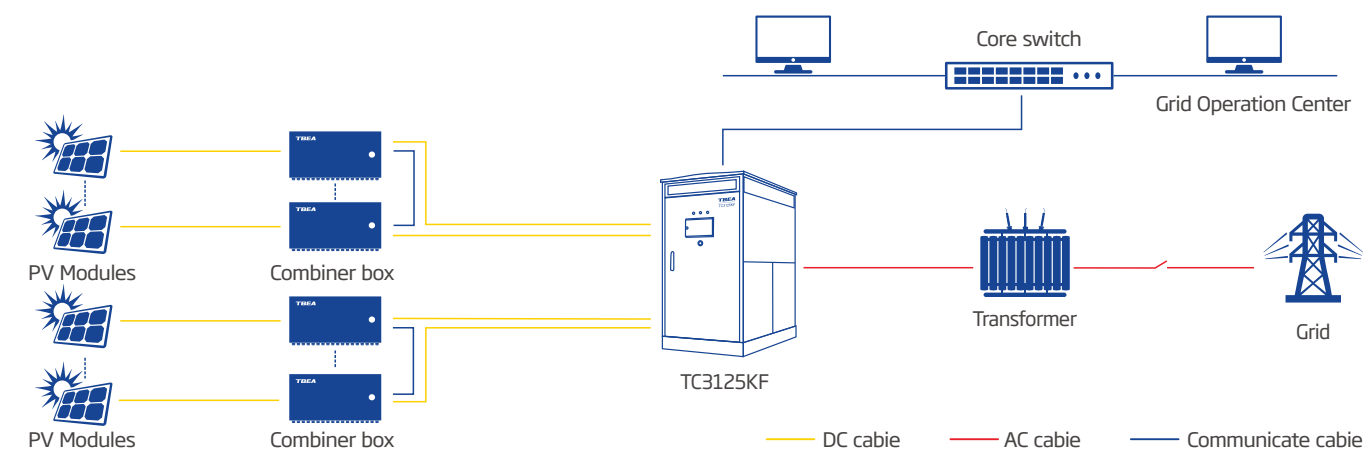 Core switch
Grid Operation Center
TBEA
TBEA
PV Modules
Combiner box
TBEA
TBEA
PV Modules
Combiner box
TBEA
TC3125KF
Transformer
Grid
DC cabie
AC cabie
Communicate cabie